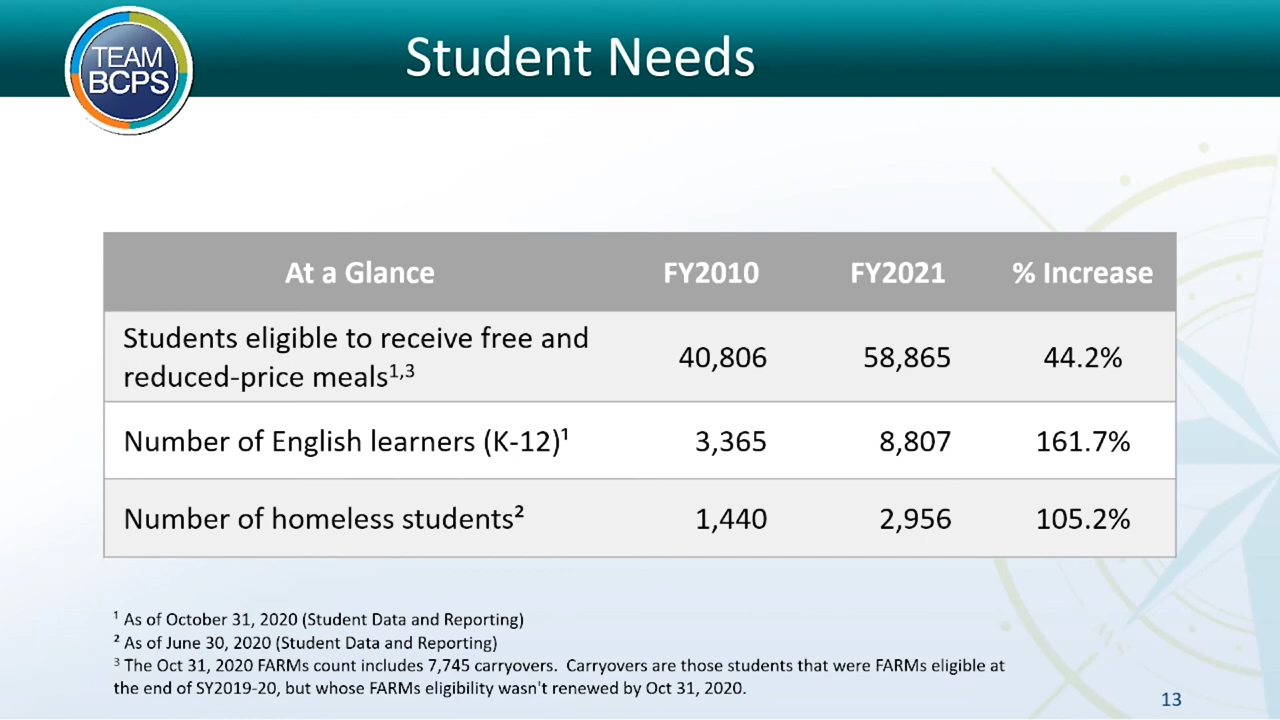 TEAM
BCPS
Student Needs
At a Glance FY2010 FY2021 % Increase
Students eligible to receive free and
reduced-price meals¹,³ 40,806 58,865 44.2%
Number of English learners (K-12)¹ 3,365 8,807 161.7%
Number of homeless students² 1,440 2,956 105.2%
¹ As of October 31, 2020 (Student Data and Reporting)
² As of June 30, 2020 (Student Data and Reporting)
³ The Oct 31, 2020 FARMs count includes 7,745 carryovers. Carryovers are those students that were FARMs eligible at
the end of SY2019-20, but whose FARMs eligibility wasn't renewed by Oct 31, 2020.
13